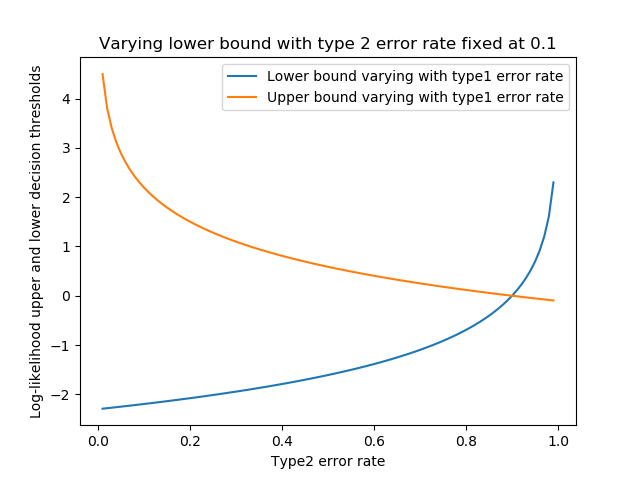 Varying lower bound with type 2 error rate fixed at 0.1
Lower bound varying with type1 error rate
Upper bound varying with type1 error rate
Log-likelihood upper and lower decision thresholds
4
3
2
1
0
−1
−2
0.0 0.2 0.4 0.6 0.8 1.0
Type2 error rate